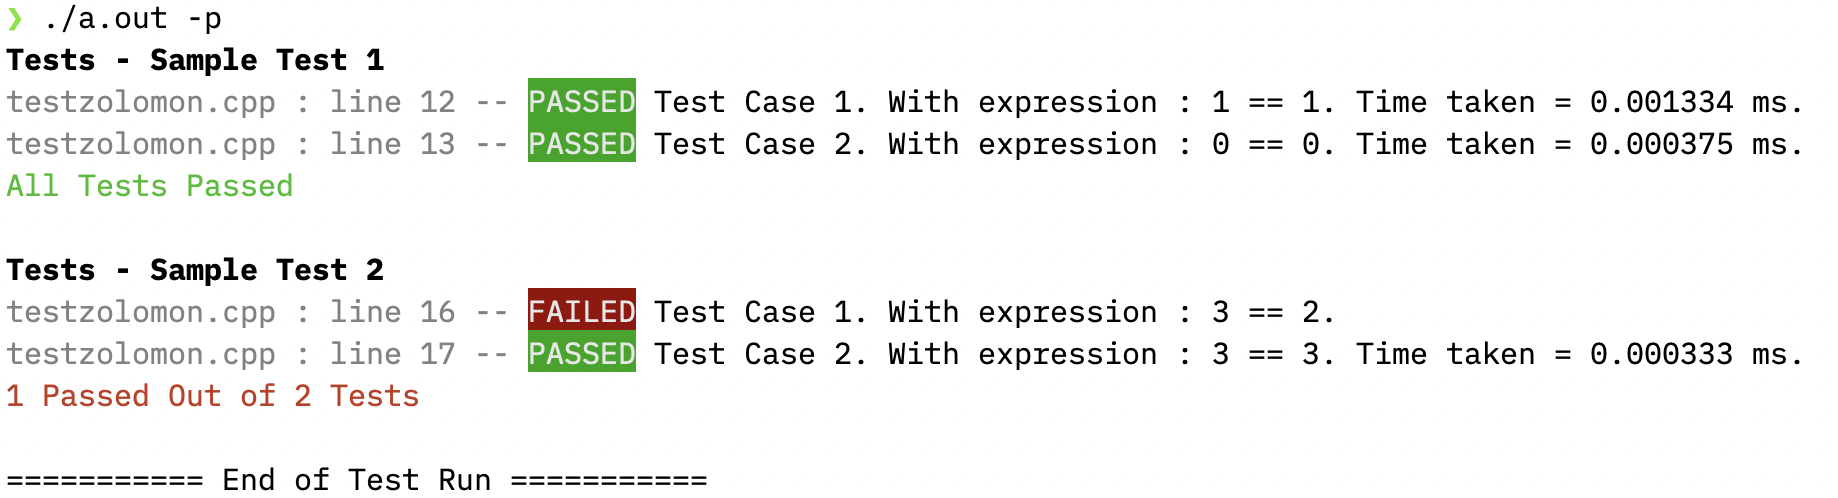 ❯ ./a.out -p
Tests - Sample Test 1
testzolomon.cpp : line 12 -- PASSED Test Case 1. With expression : 1 == 1. Time taken = 0.001334 ms.
testzolomon.cpp : line 13 -- PASSED Test Case 2. With expression : 0 == 0. Time taken = 0.000375 ms.
All Tests Passed
Tests - Sample Test 2
testzolomon.cpp : line 16 -- FAILED Test Case 1. With expression : 3 == 2.
testzolomon.cpp : line 17 -- PASSED Test Case 2. With expression : 3 == 3. Time taken = 0.000333 ms.
1 Passed Out of 2 Tests
=========== End of Test Run ===========